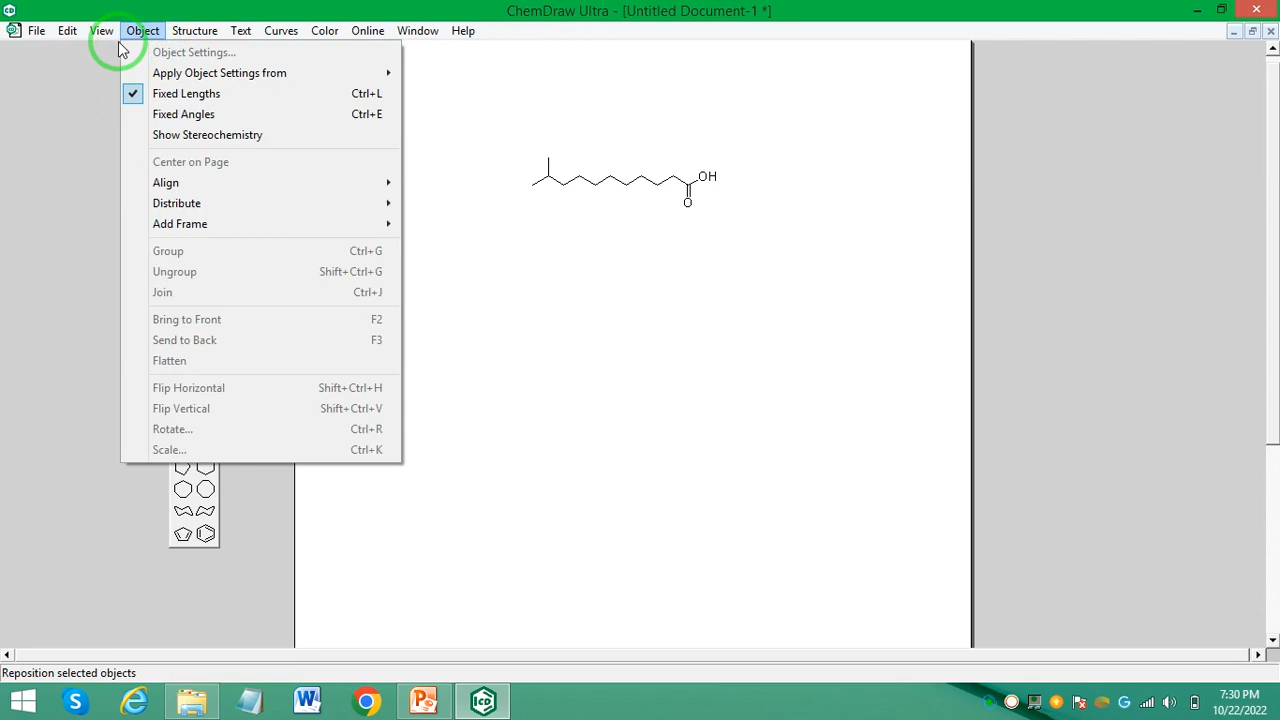 ChemDraw Ultra - [Untitled Document-1 *]
File Edit View Object Structure Text Curves Color Online Window Help
Object Settings...
Apply Object Settings from
Fixed Lengths Ctrl+L
Fixed Angles Ctrl+E
Show Stereochemistry
Center on Page
Align
Distribute
Add Frame
Group Ctrl+G
Ungroup Shift+Ctrl+G
Join Ctrl+J
Bring to Front F2
Send to Back F3
Flatten
Flip Horizontal Shift+Ctrl+H
Flip Vertical Shift+Ctrl+V
Rotate... Ctrl+R
Scale... Ctrl+K
OH
O
Reposition selected objects
7:30 PM
10/22/2022